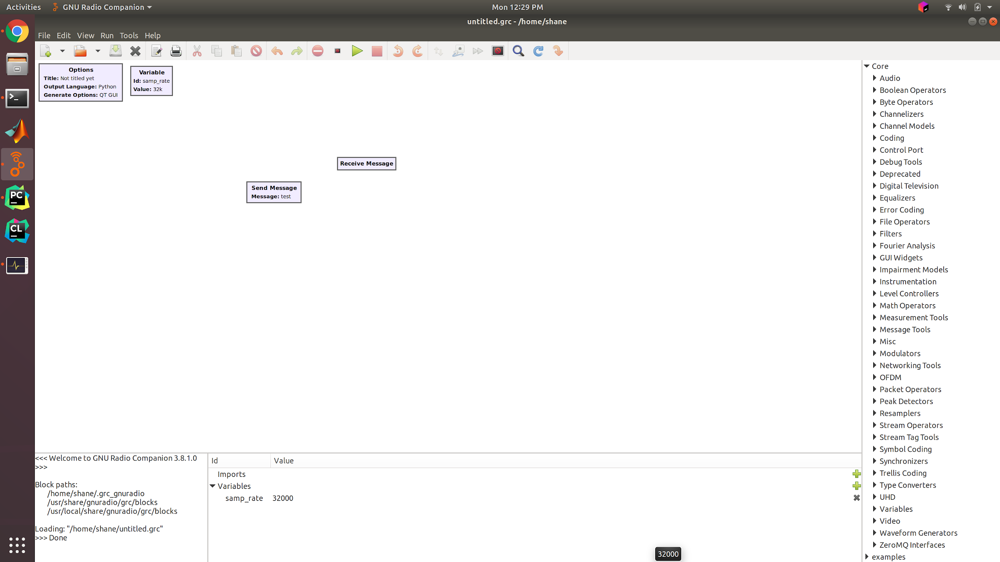 Activities GNU Radio Companion Mon 12:29 PM
untitled.grc - /home/shane
File Edit View Run Tools Help
Options
Title: Not titled yet
Output Language: Python
Generate Options: QT GUI
Variable
Id: samp_rate
Value: 32k
Receive Message
Send Message
Message: test
PC
CL
>_
<<< Welcome to GNU Radio Companion 3.8.1.0
>>>
Block paths:
/home/shane/.grc_gnuradio
/usr/share/gnuradio/grc/blocks
/usr/local/share/gnuradio/grc/blocks
Loading: "/home/shane/untitled.grc"
>>> Done
Id Value
Imports
Variables
samp_rate 32000
32000
Core
Audio
Boolean Operators
Byte Operators
Channelizers
Channel Models
Coding
Control Port
Debug Tools
Deprecated
Digital Television
Equalizers
Error Coding
File Operators
Filters
Fourier Analysis
GUI Widgets
Impairment Models
Instrumentation
Level Controllers
Math Operators
Measurement Tools
Message Tools
Misc
Modulators
Networking Tools
OFDM
Packet Operators
Peak Detectors
Resamplers
Stream Operators
Stream Tag Tools
Symbol Coding
Synchronizers
Trellis Coding
Type Converters
UHD
Variables
Video
Waveform Generators
ZeroMQ Interfaces
examples